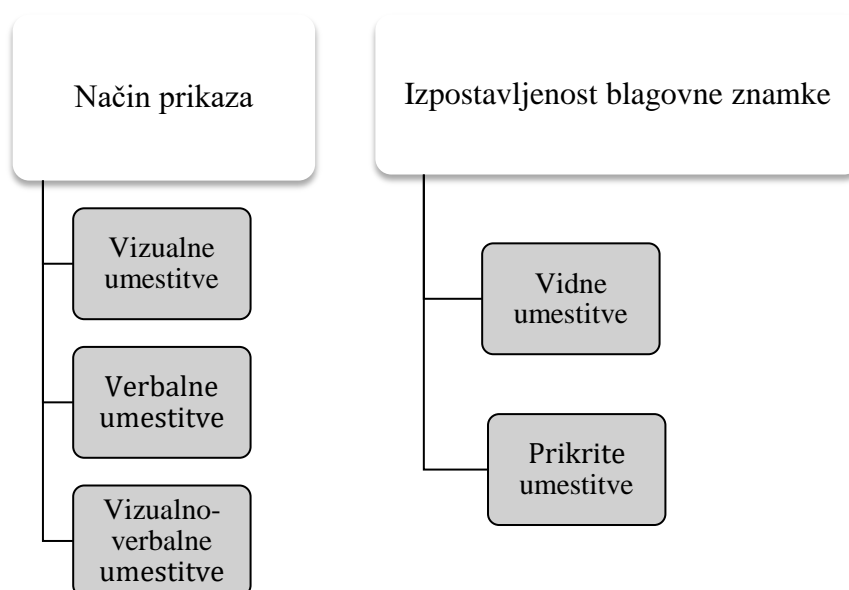 Način prikaza
Vizualne
umestitve
Verbalne
umestitve
Vizualno-
verbalne
umestitve
Izpostavljenost blagovne znamke
Vidne
umestitve
Prikrite
umestitve